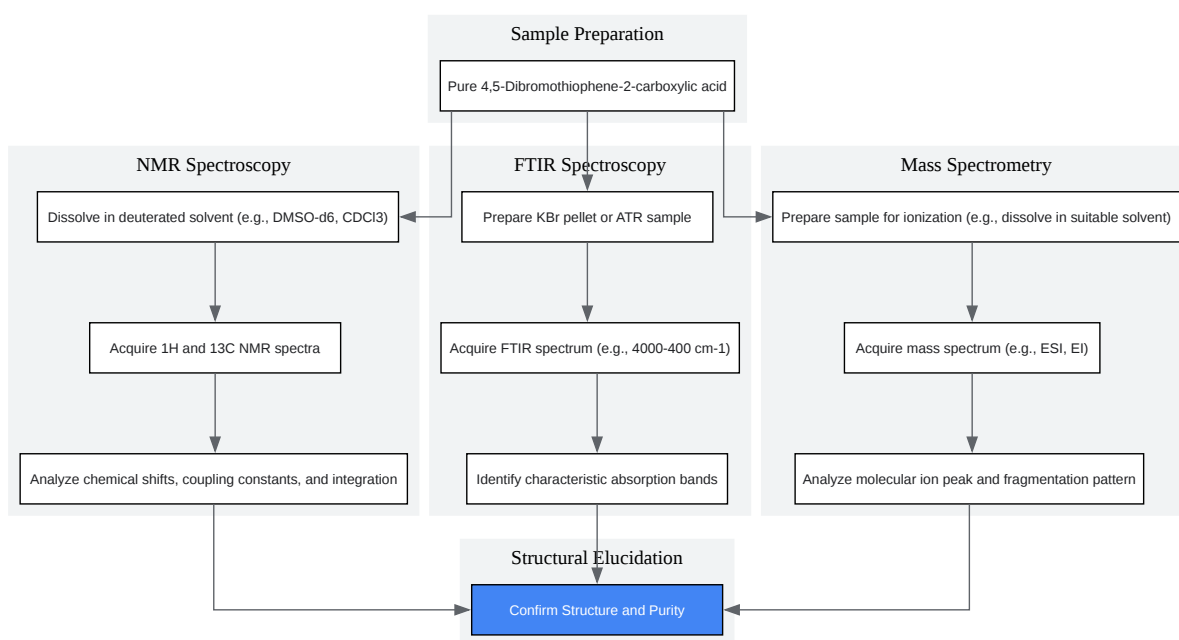 Sample Preparation
Pure 4,5-Dibromothiophene-2-carboxylic acid
NMR Spectroscopy
FTIR Spectroscopy
Mass Spectrometry
Dissolve in deuterated solvent (e.g., DMSO-d6, CDCl3)
Prepare KBr pellet or ATR sample
Prepare sample for ionization (e.g., dissolve in suitable solvent)
Acquire 1H and 13C NMR spectra
Acquire FTIR spectrum (e.g., 4000-400 cm-1)
Acquire mass spectrum (e.g., ESI, EI)
Analyze chemical shifts, coupling constants, and integration
Identify characteristic absorption bands
Analyze molecular ion peak and fragmentation pattern
Structural Elucidation
Confirm Structure and Purity